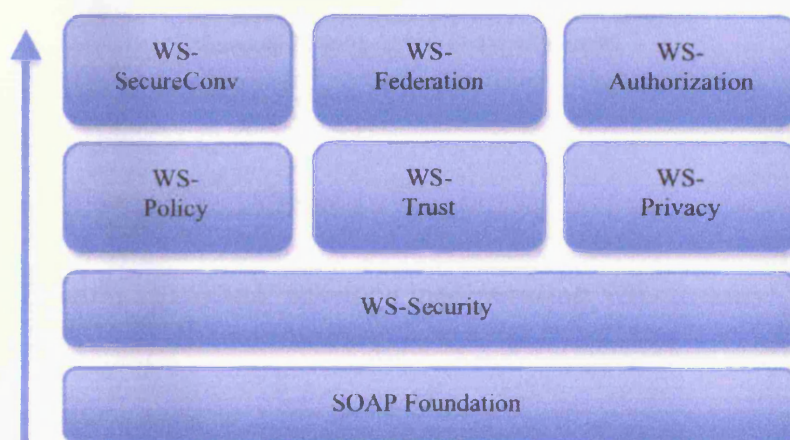 WS-
SecureConv
WS-
Federation
WS-
Authorization
WS-
Policy
WS-
Trust
WS-
Privacy
WS-Security
SOAP Foundation